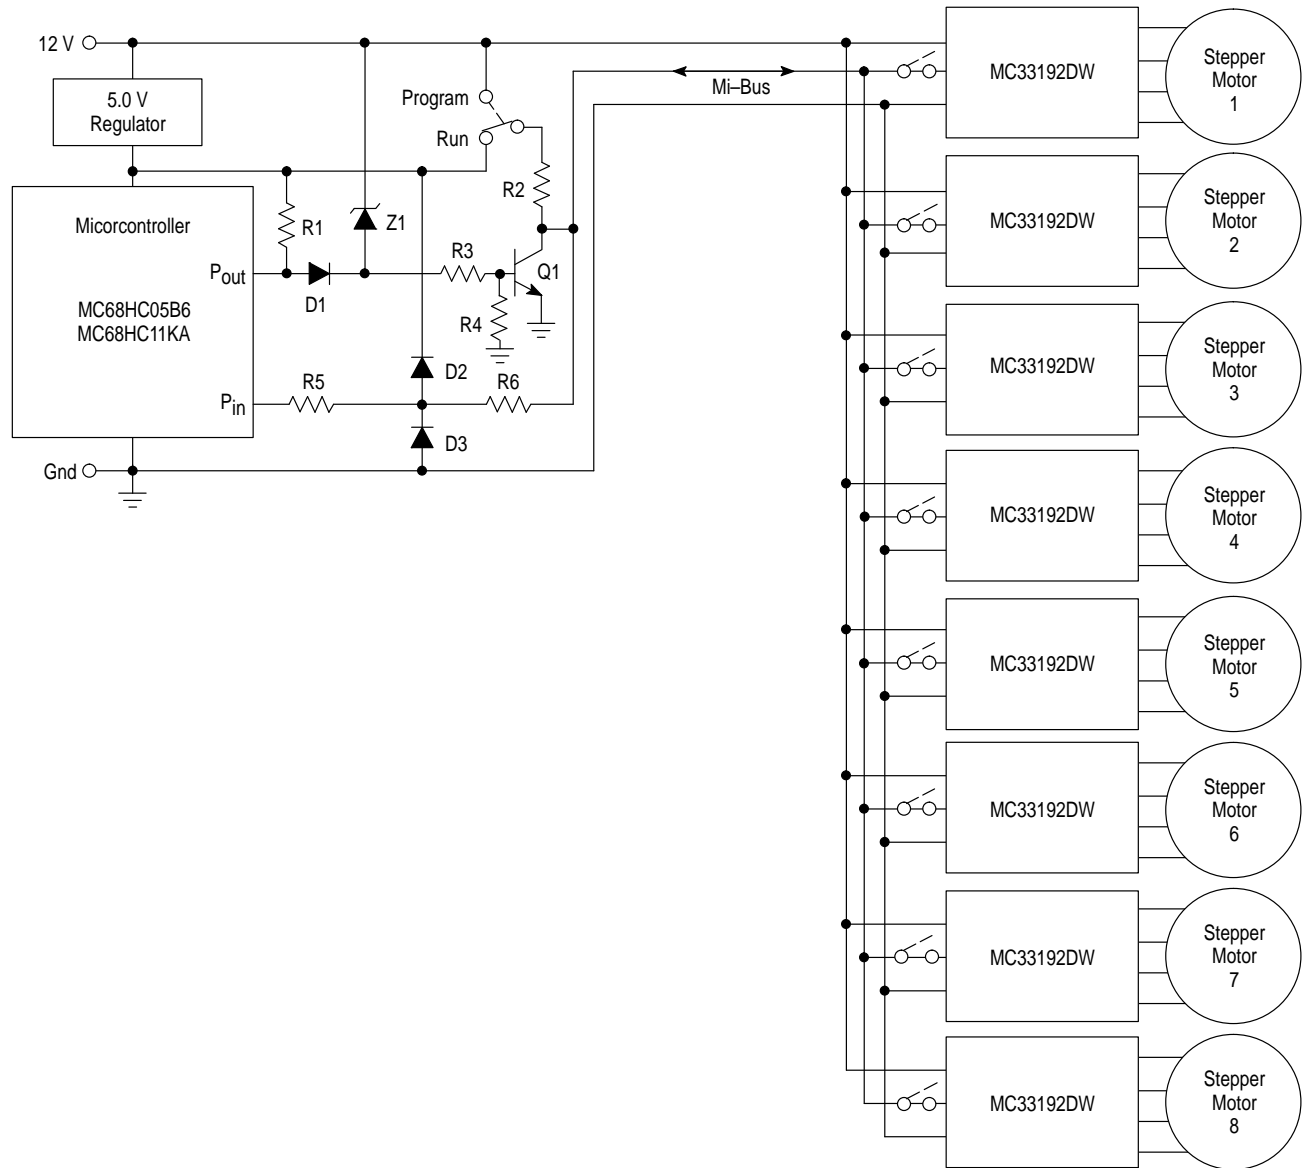 12 V
5.0 V
Regulator
Program
Run
R2
Mi–Bus
Micorcontroller
MC68HC05B6
MC68HC11KA
Pout
Pin
R1
D1
Z1
R3
R4
Q1
R5
D2
R6
D3
Gnd
MC33192DW
Stepper
Motor
1
MC33192DW
Stepper
Motor
2
MC33192DW
Stepper
Motor
3
MC33192DW
Stepper
Motor
4
MC33192DW
Stepper
Motor
5
MC33192DW
Stepper
Motor
6
MC33192DW
Stepper
Motor
7
MC33192DW
Stepper
Motor
8